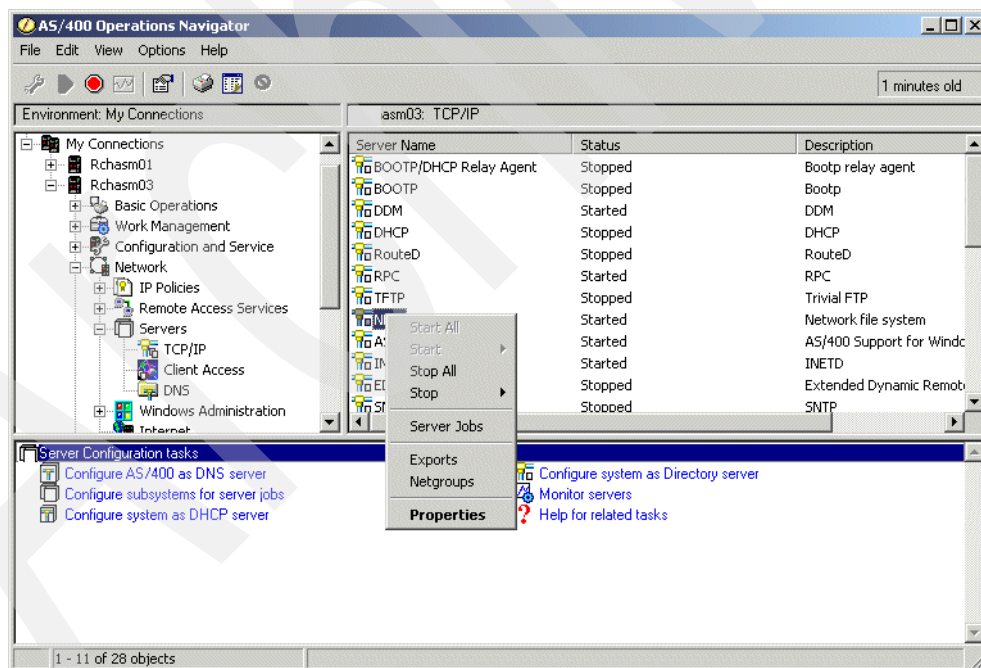 AS/400 Operations Navigator
File Edit View Options Help
1 minutes old
Environment: My Connections
asm03: TCP/IP
My Connections
Rchasm01
Rchasm03
Basic Operations
Work Management
Configuration and Service
Network
IP Policies
Remote Access Services
Servers
TCP/IP
Client Access
DNS
Windows Administration
Internet
Server Name Status Description
BOOTP/DHCP Relay Agent Stopped Bootp relay agent
BOOTP Stopped Bootp
DDM Started DDM
DHCP Stopped DHCP
RouteD Stopped RouteD
RPC Started RPC
TFTP Stopped Trivial FTP
Started Network file system
Started AS/400 Support for Windo
Started INETD
Stopped Extended Dynamic Remot
Stopped SNTP
Start All
Start
Stop All
Stop
Server Jobs
Exports
Netgroups
Properties
Server Configuration tasks
Configure AS/400 as DNS server
Configure subsystems for server jobs
Configure system as DHCP server
Configure system as Directory server
Monitor servers
? Help for related tasks
1 - 11 of 28 objects